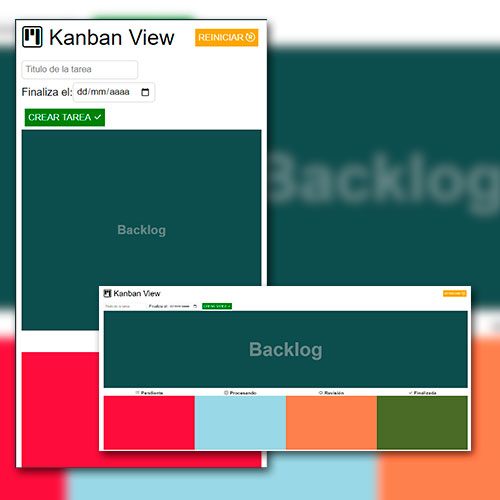 Kanban View
REINICIAR
Titulo de la tarea
Finaliza el: dd/mm/aaaa
CREAR TAREA
Backlog
Backlog
Kanban View
REINICIAR
Titulo de la tarea
Finaliza el: dd/mm/aaaa
CREAR TAREA
Backlog
Pendiente
Procesando
Revisión
Finalizada